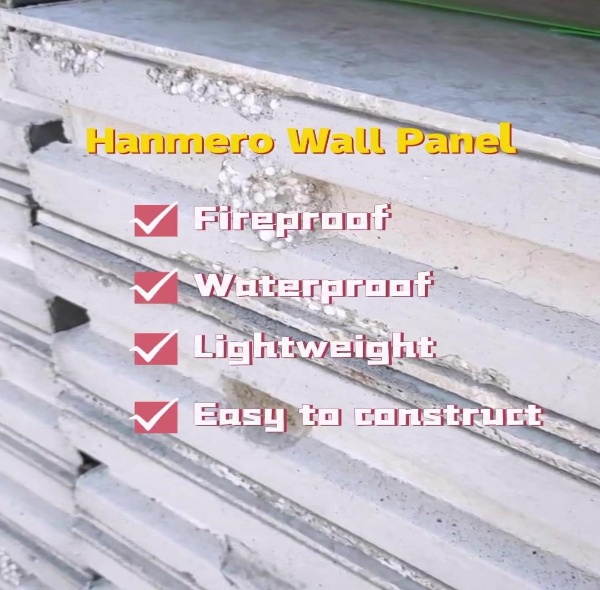 Hanmero Wall Panel
Fireproof
Waterproof
Lightweight
Easy to construct